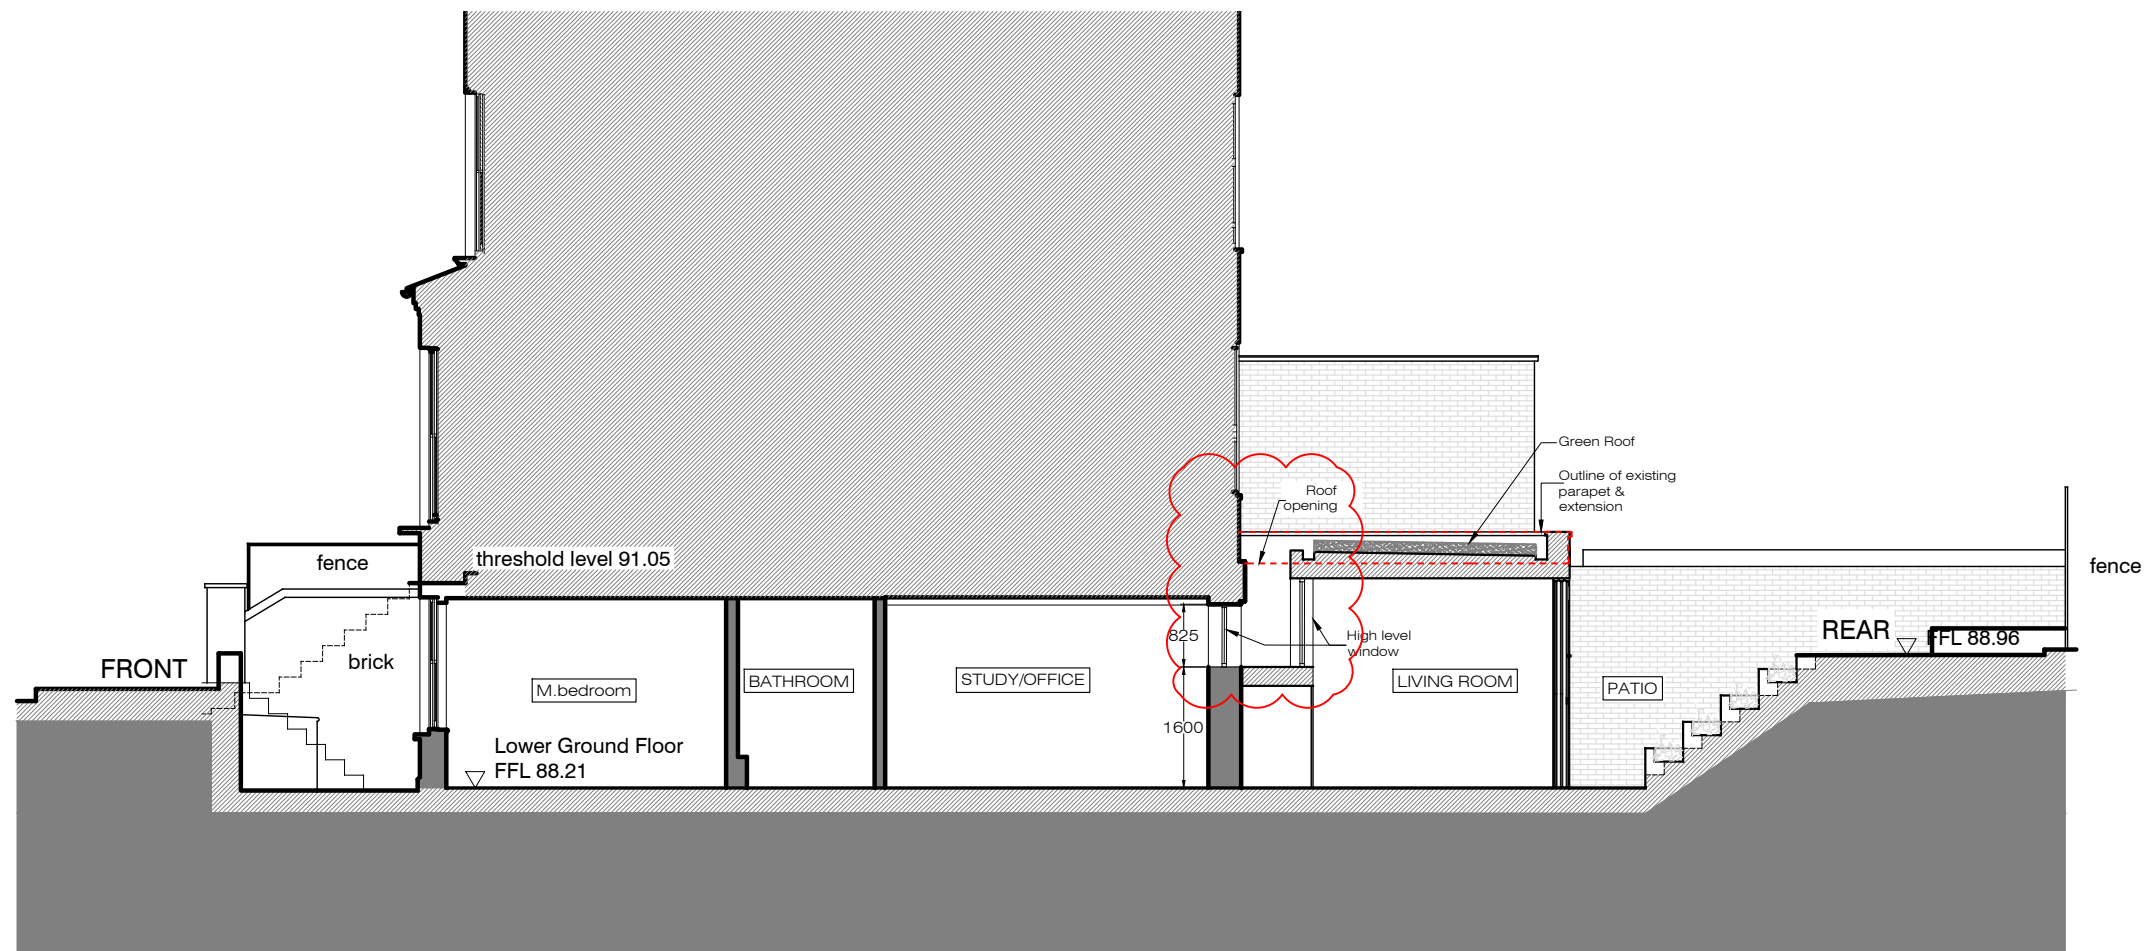 Green Roof
Outline of existing
parapet &
extension
Roof
opening
threshold level 91.05
fence
fence
825
High level
window
REAR
FFL 88.96
FRONT
brick
M.bedroom
BATHROOM
STUDY/OFFICE
LIVING ROOM
PATIO
1600
Lower Ground Floor
FFL 88.21